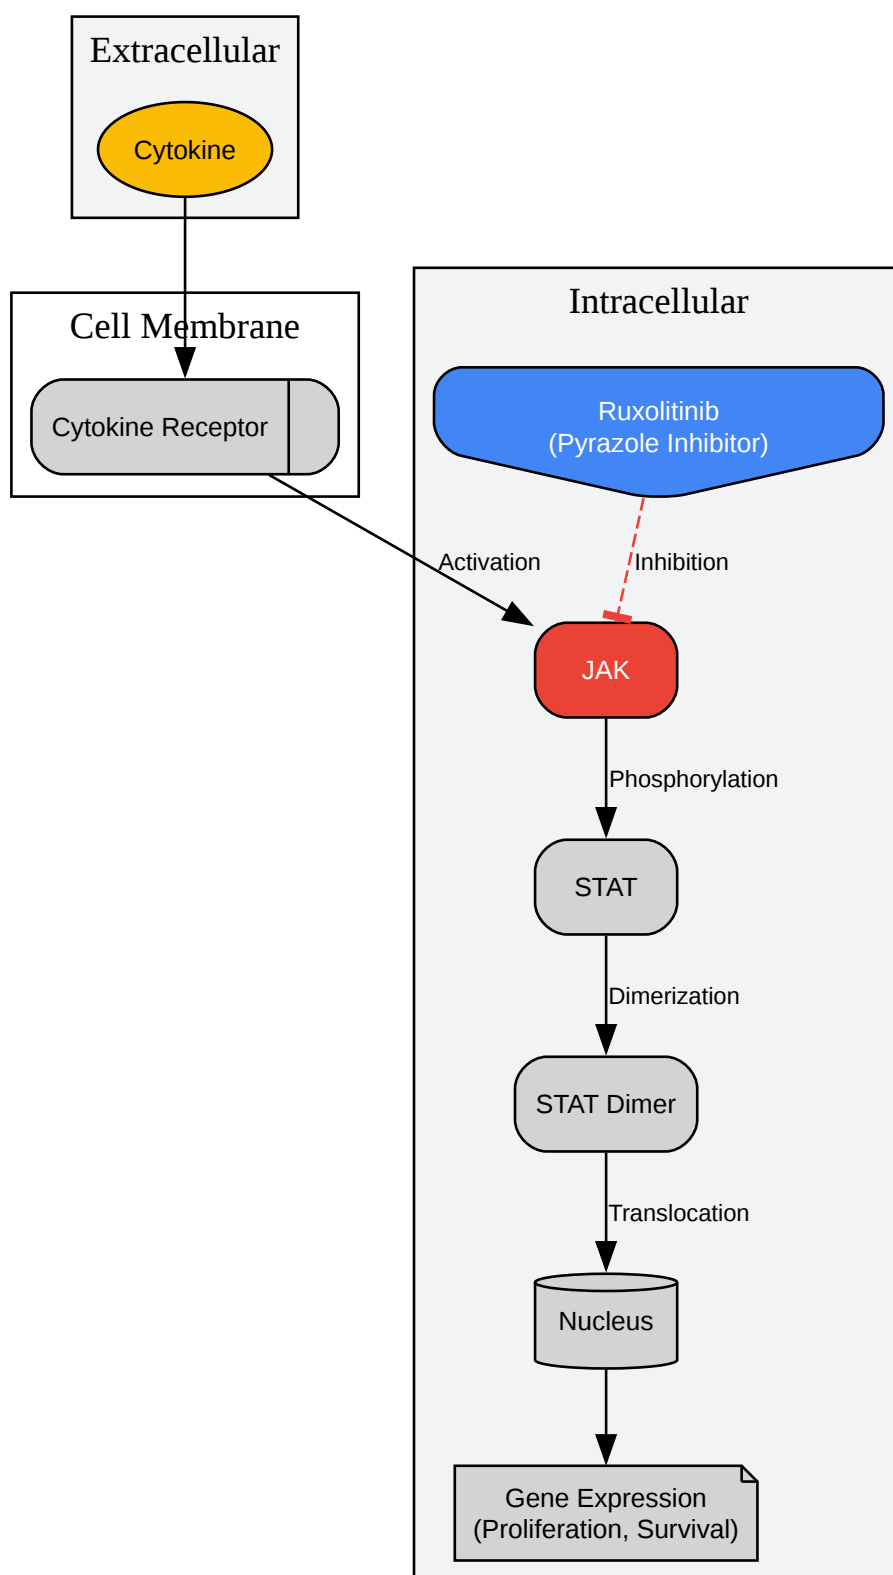 Extracellular
Cytokine
Cell Membrane
Cytokine Receptor
Intracellular
Ruxolitinib
(Pyrazole Inhibitor)
Activation
Inhibition
JAK
Phosphorylation
STAT
Dimerization
STAT Dimer
Translocation
Nucleus
Gene Expression
(Proliferation, Survival)